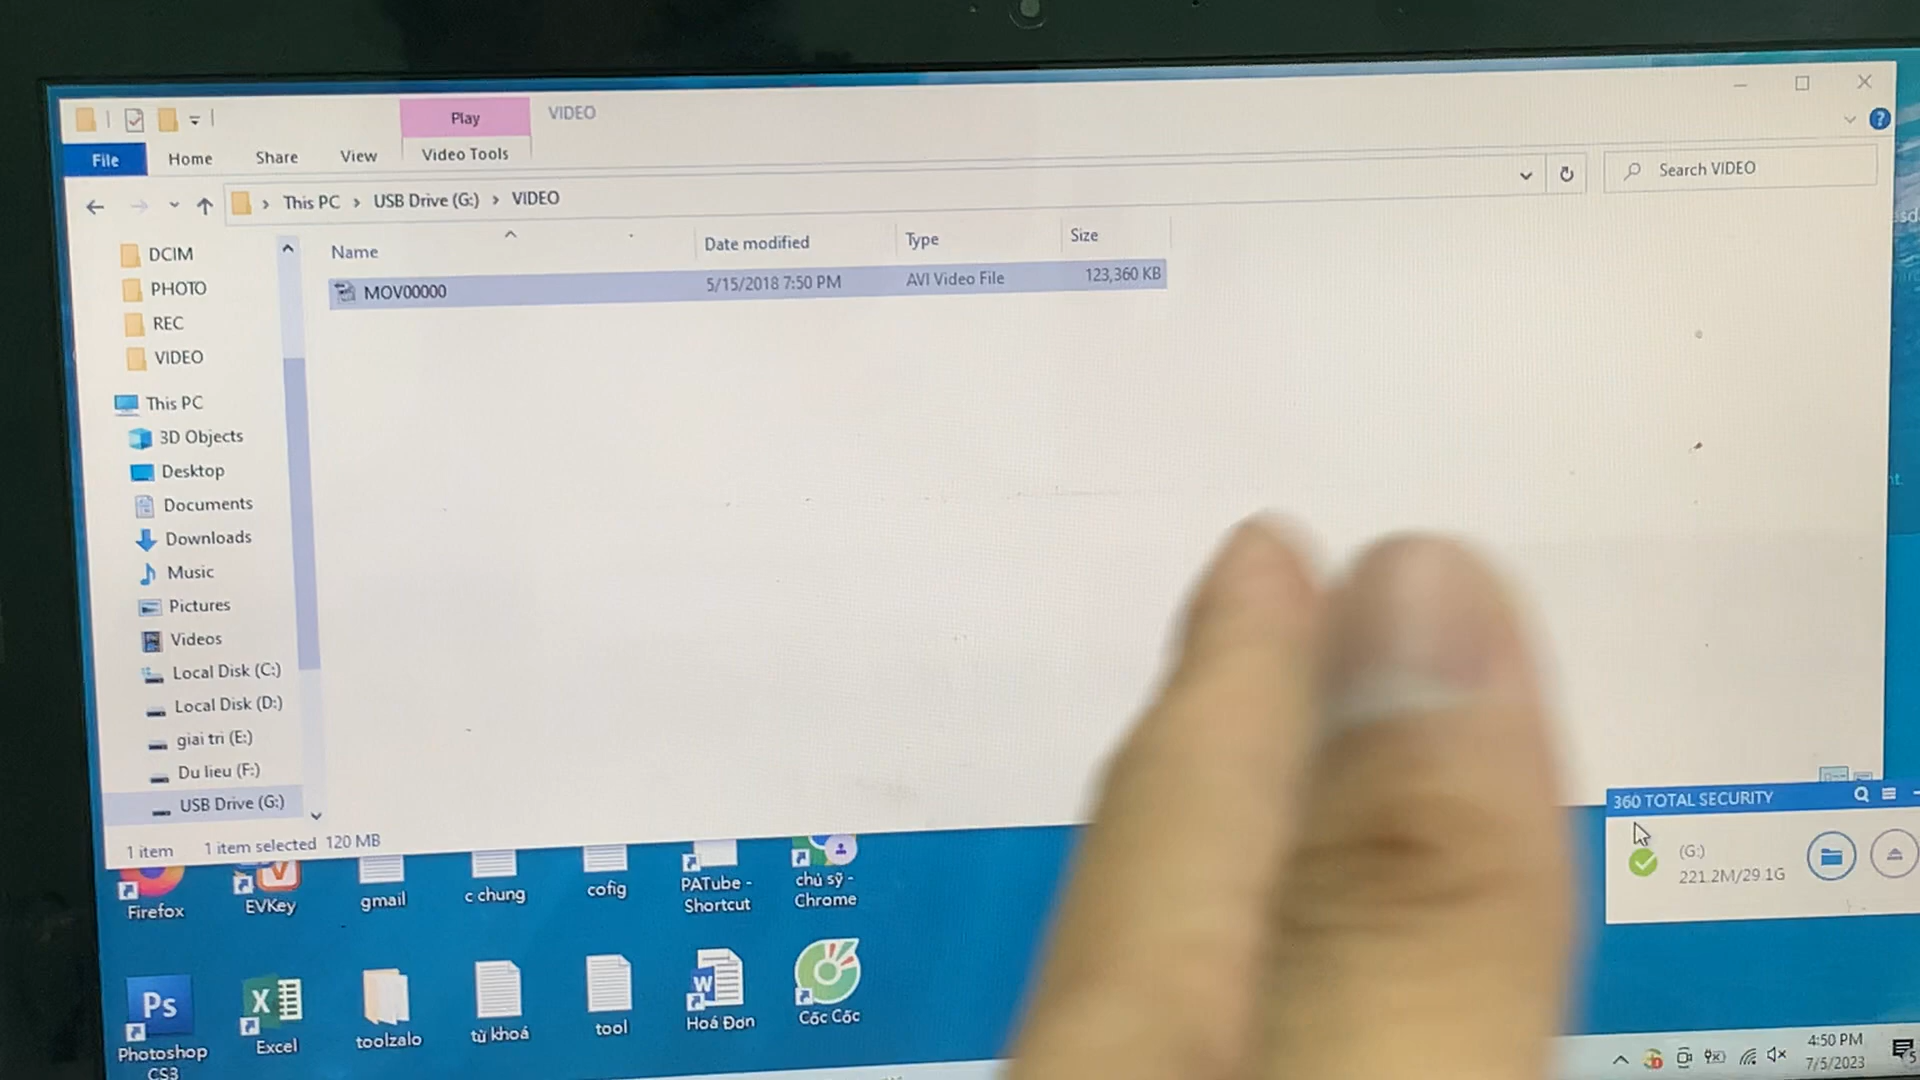 Play
VIDEO
File
Home
Share
View
Video Tools
This PC
USB Drive (G:)
VIDEO
Search VIDEO
Name
Date modified
Type
Size
MOV00000
5/15/2018 7:50 PM
AVI Video File
123,360 KB
DCIM
PHOTO
REC
VIDEO
This PC
3D Objects
Desktop
Documents
Downloads
Music
Pictures
Videos
Local Disk (C:)
Local Disk (D:)
giai tri (E:)
Du lieu (F:)
USB Drive (G:)
1 item
1 item selected 120 MB
360 TOTAL SECURITY
(G:)
221.2M/29.1G
Firefox
EVKey
gmail
c chung
cofig
PATube -
Shortcut
chủ sỹ -
Chrome
Ps
Photoshop
CS3
Excel
toolzalo
từ khoá
tool
Hoá Đơn
Cốc Cốc
4:50 PM
7/5/2023
5